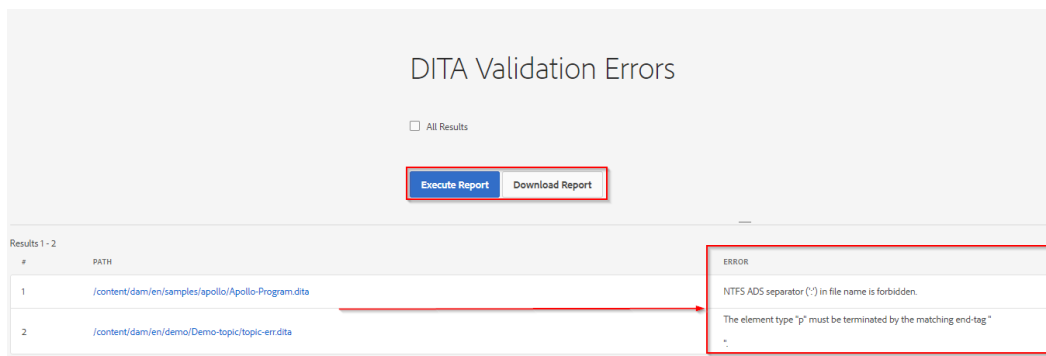 DITA Validation Errors
All Results
Execute Report Download Report
Results 1 - 2
# PATH ERROR
1 /content/dam/en/samples/apollo/Apollo-Program.dita NTFS ADS separator (':') in file name is forbidden.
2 /content/dam/en/demo/Demo-topic/topic-err.dita The element type "p" must be terminated by the matching end-tag "
".